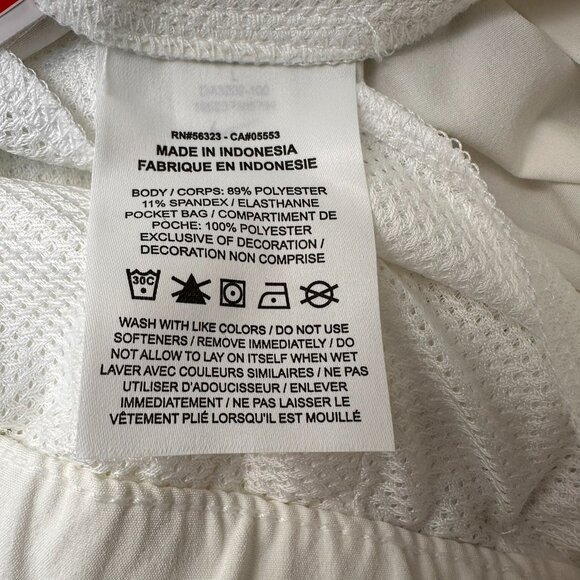 RN#56323 - CA#05553
MADE IN INDONESIA
FABRIQUE EN INDONESIE
BODY / CORPS: 89% POLYESTER
11% SPANDEX / ELASTHANNE
POCKET BAG / COMPARTIMENT DE
POCHE: 100% POLYESTER
EXCLUSIVE OF DECORATION /
DECORATION NON COMPRISE
30C
WASH WITH LIKE COLORS / DO NOT USE
SOFTENERS / REMOVE IMMEDIATELY / DO
NOT ALLOW TO LAY ON ITSELF WHEN WET
LAVER AVEC COULEURS SIMILAIRES / NE PAS
UTILISER D'ADOUCISSEUR / ENLEVER
IMMEDIATEMENT / NE PAS LAISSER LE
VÊTEMENT PLIÉ LORSQU'IL EST MOUILLÉ